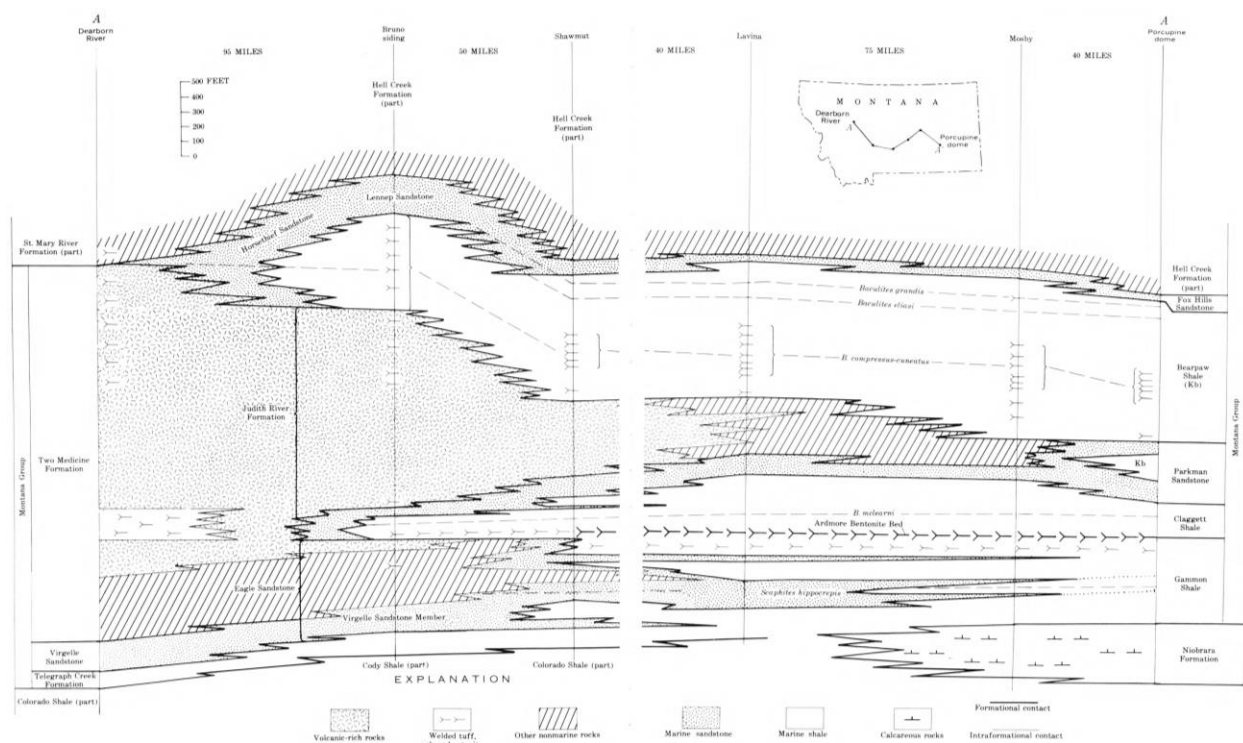 A
Dearborn
River
95 MILES
Bruno
siding
50 MILES
Shawmut
40 MILES
Lavina
75 MILES
Mosby
40 MILES
A
Porcupine
dome
500 FEET
400
300
200
100
0
Hell Creek
Formation
(part)
Hell Creek
Formation
(part)
MONTANA
Dearborn
River
A
Porcupine
dome
A
Lennep Sandstone
Horsethief Sandstone
St. Mary River
Formation (part)
Hell Creek
Formation
(part)
Fox Hills
Sandstone
Baculites grandis
Baculites eliasi
B. compressus-cuneatus
Bearpaw
Shale
(Kb)
Judith River
Formation
Two Medicine
Formation
Montana Group
Montana Group
Kb
Parkman
Sandstone
B. mclearni
Ardmore Bentonite Bed
Claggett
Shale
Eagle Sandstone
Scaphites hippocrepis
Gammon
Shale
Virgelle Sandstone Member
Virgelle
Sandstone
Telegraph Creek
Formation
Colorado Shale (part)
Cody Shale (part)
Colorado Shale (part)
Niobrara
Formation
EXPLANATION
Volcanic-rich rocks
Welded tuff,
Other nonmarine rocks
Marine sandstone
Marine shale
Calcareous rocks
Formational contact
Intraformational contact